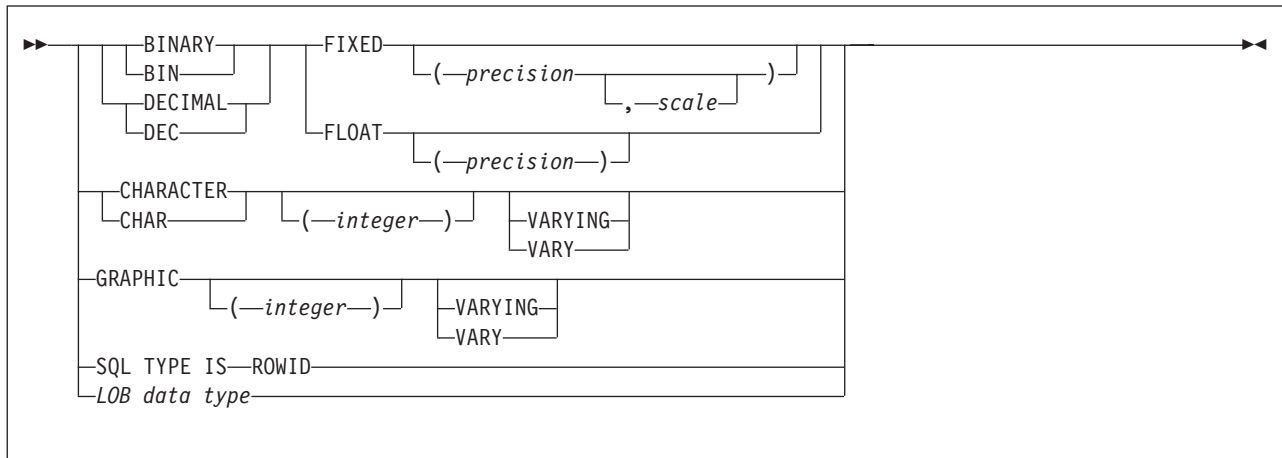 BINARY FIXED
BIN ( precision )
DECIMAL , scale
DEC FLOAT
( precision )
CHARACTER
CHAR ( integer ) VARYING
VARY
GRAPHIC
( integer ) VARYING
VARY
SQL TYPE IS ROWID
LOB data type